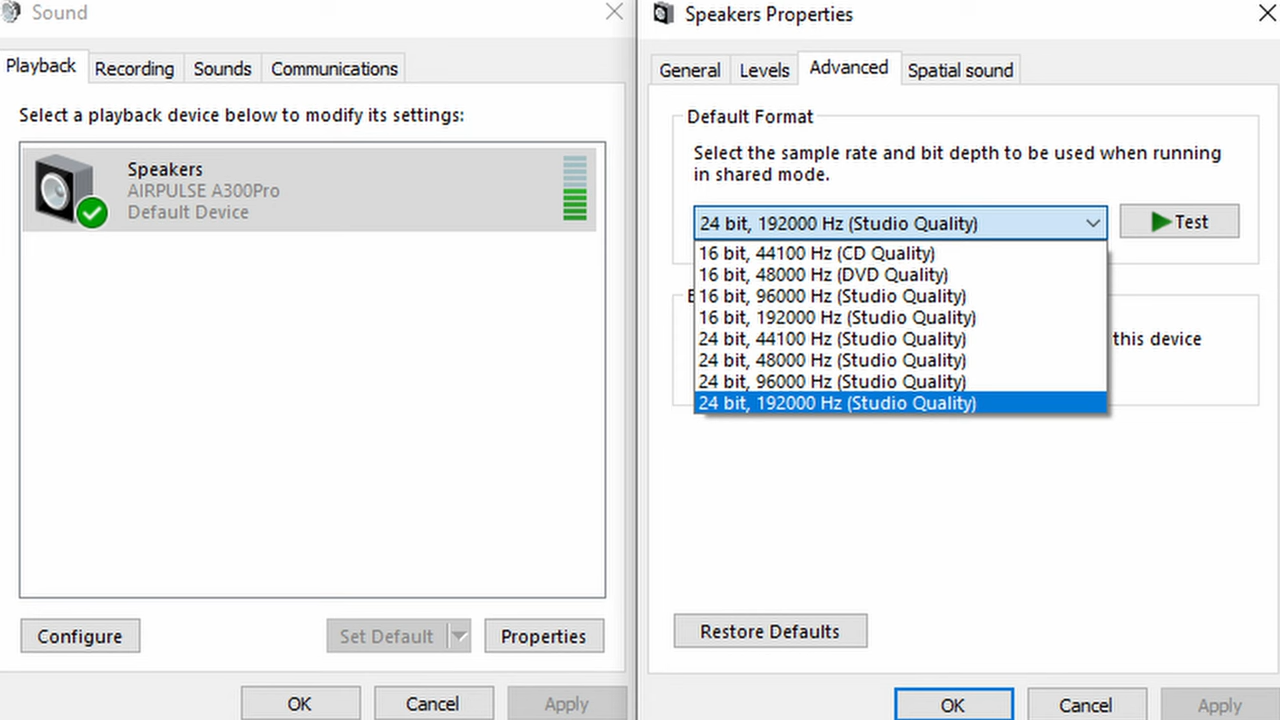 Sound
Playback
Recording
Sounds
Communications
Select a playback device below to modify its settings:
Speakers
AIRPULSE A300Pro
Default Device
Configure
Set Default
Properties
OK
Cancel
Apply
Speakers Properties
General
Levels
Advanced
Spatial sound
Default Format
Select the sample rate and bit depth to be used when running
in shared mode.
24 bit, 192000 Hz (Studio Quality)
Test
16 bit, 44100 Hz (CD Quality)
16 bit, 48000 Hz (DVD Quality)
16 bit, 96000 Hz (Studio Quality)
16 bit, 192000 Hz (Studio Quality)
24 bit, 44100 Hz (Studio Quality)
this device
24 bit, 48000 Hz (Studio Quality)
24 bit, 96000 Hz (Studio Quality)
24 bit, 192000 Hz (Studio Quality)
Restore Defaults
OK
Cancel
Apply